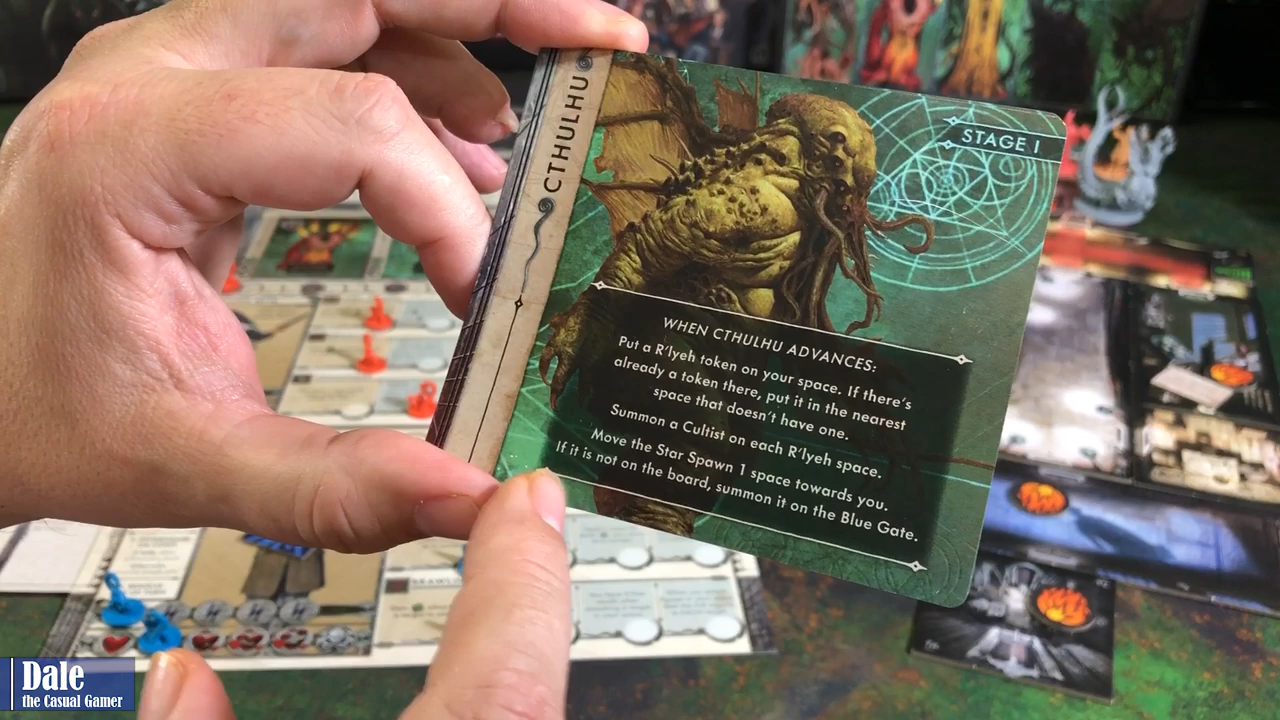 CTHULHU
STAGE I
WHEN CTHULHU ADVANCES:
Put a R'lyeh token on your space. If there's
already a token there, put it in the nearest
space that doesn't have one.
Summon a Cultist on each R'lyeh space.
Move the Star Spawn 1 space towards you.
If it is not on the board, summon it on the Blue Gate.
Dale
the Casual Gamer